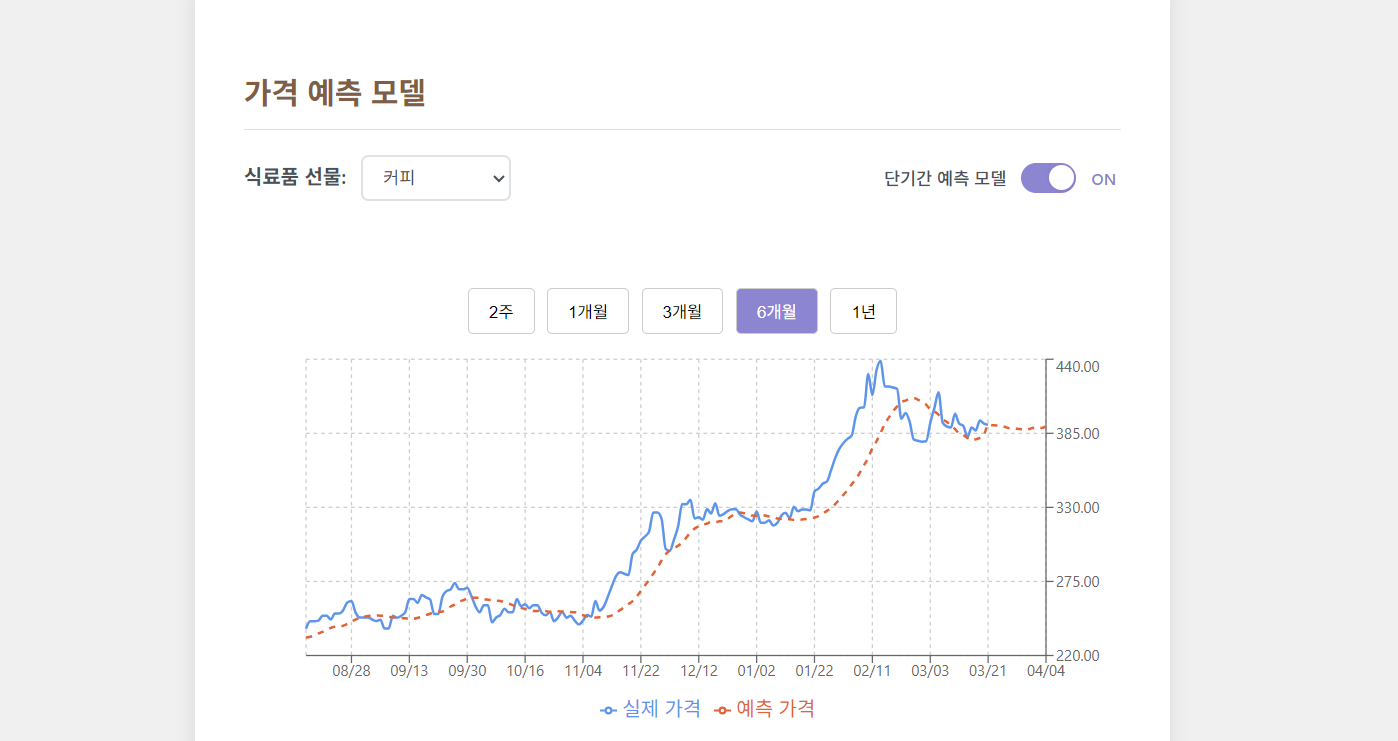 가격 예측 모델
식료품 선물: 커피 단기간 예측 모델 ON
2주 1개월 3개월 6개월 1년
440.00
385.00
330.00
275.00
220.00
08/28 09/13 09/30 10/16 11/04 11/22 12/12 01/02 01/22 02/11 03/03 03/21 04/04
실제 가격 예측 가격